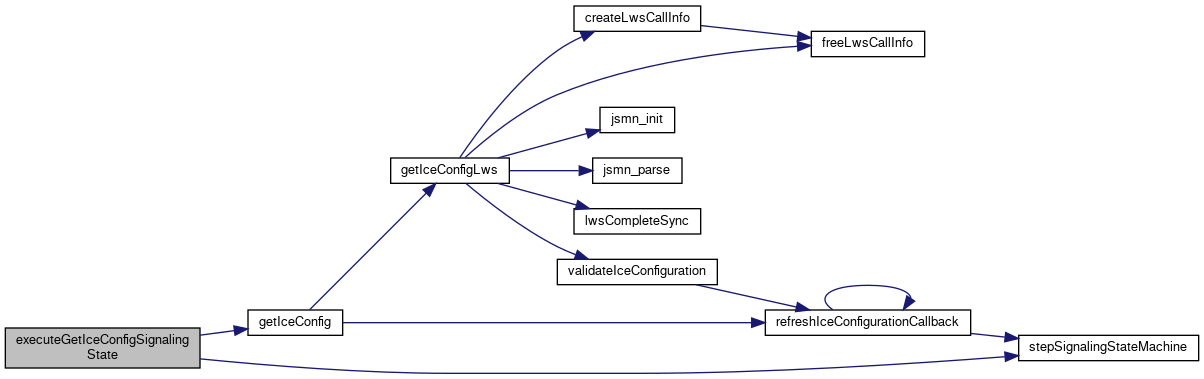 createLwsCallInfo
freeLwsCallInfo
jsmn_init
getIceConfigLws
jsmn_parse
lwsCompleteSync
validateIceConfiguration
getIceConfig
refreshIceConfigurationCallback
executeGetIceConfigSignaling
State
stepSignalingStateMachine